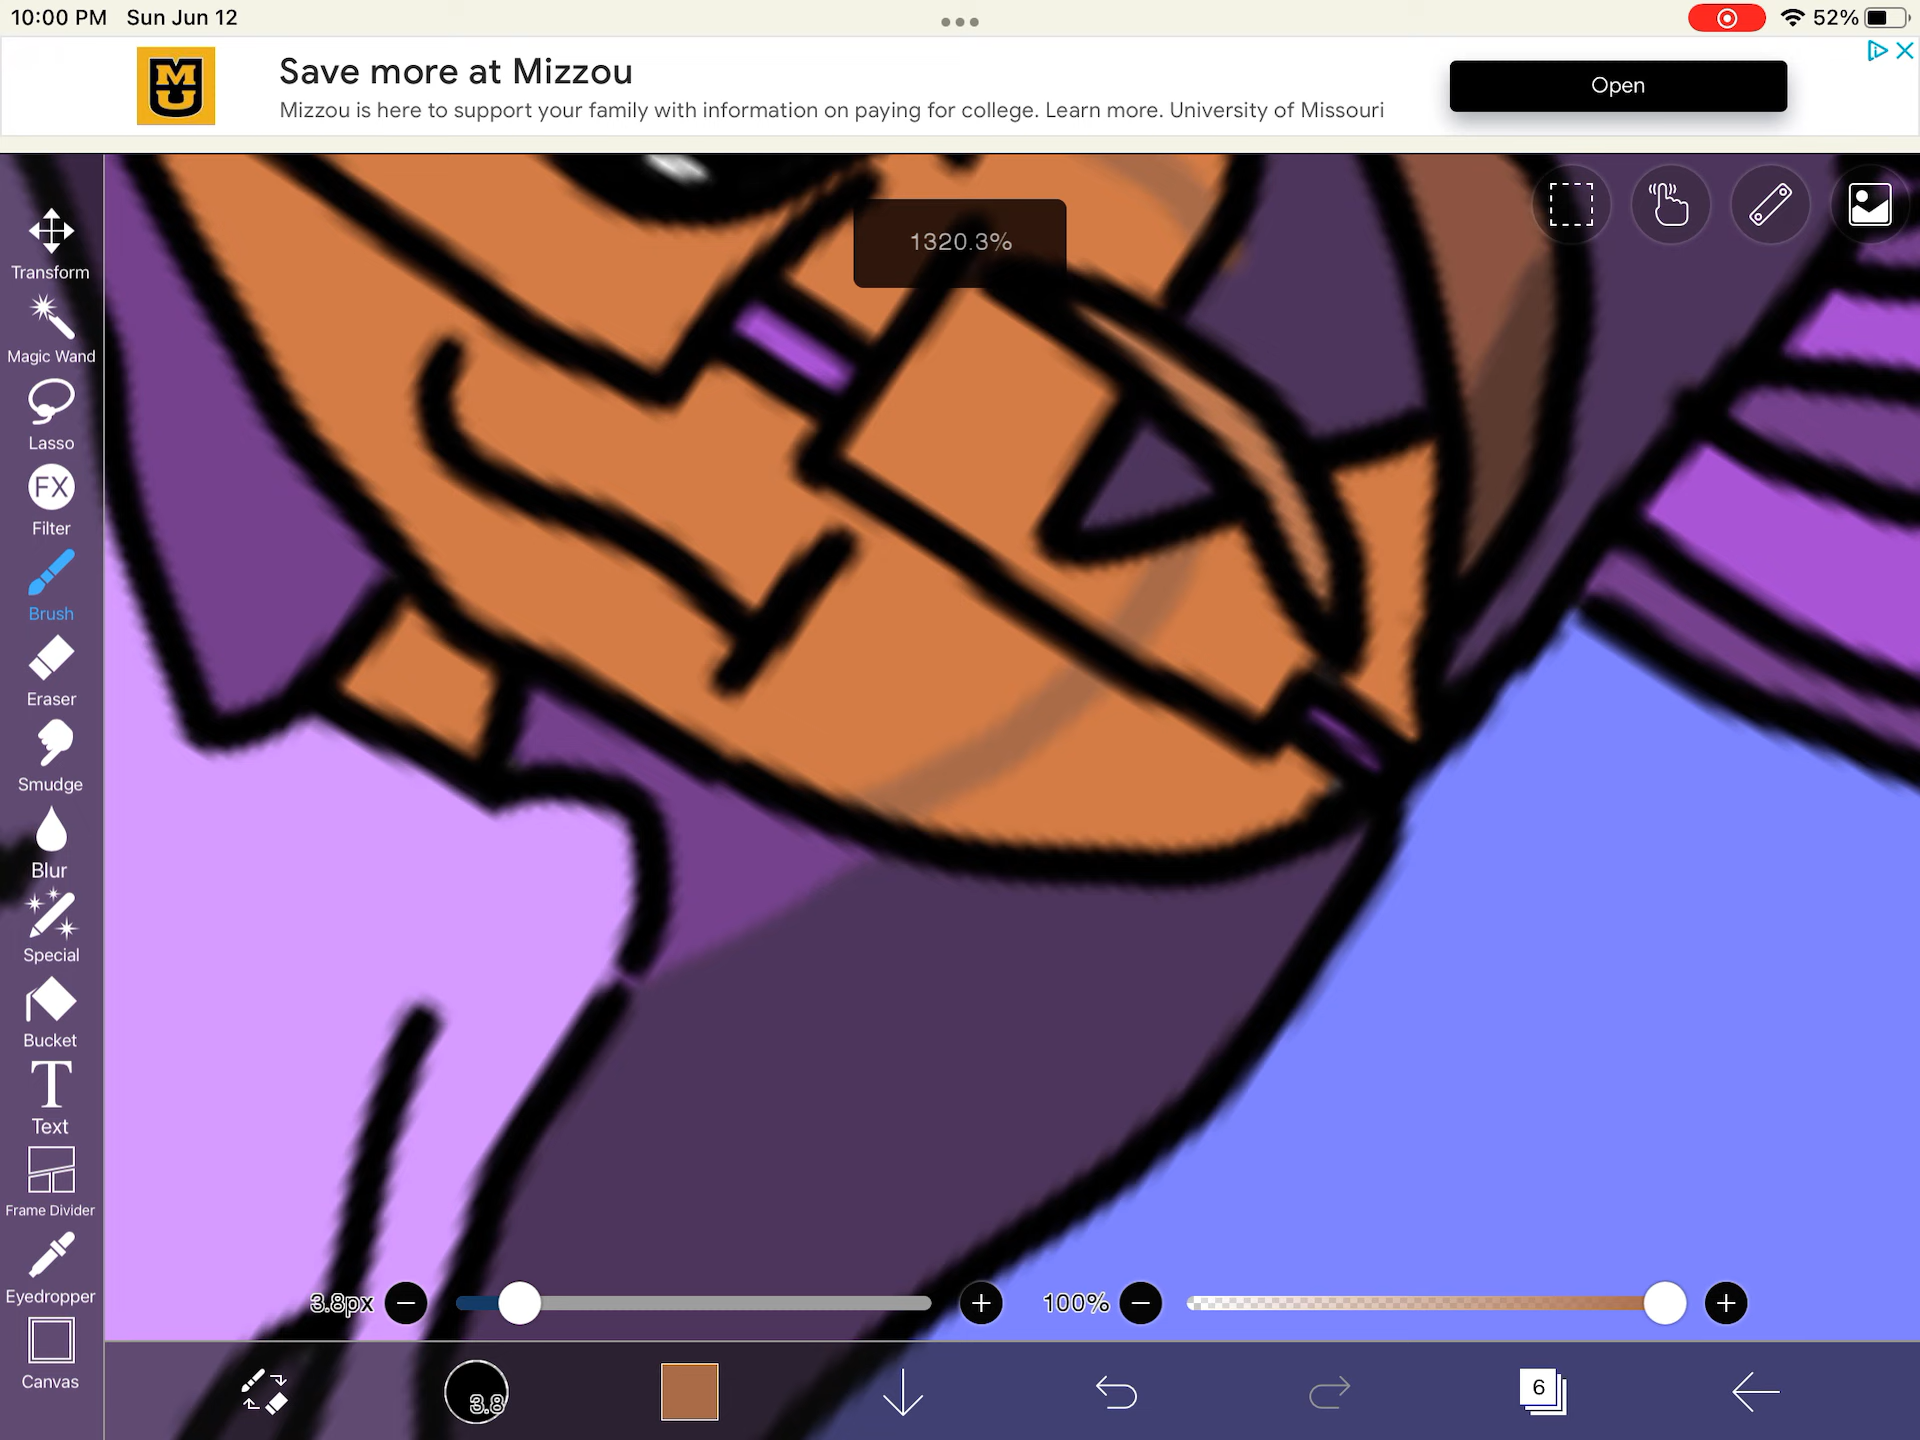 10:00 PM Sun Jun 12
52%
MU
Save more at Mizzou
Mizzou is here to support your family with information on paying for college. Learn more. University of Missouri
Open
1320.3%
Transform
Magic Wand
Lasso
FX
Filter
Brush
Eraser
Smudge
Blur
Special
Bucket
T
Text
Frame Divider
Eyedropper
Canvas
3.8px
100%
3.8
6